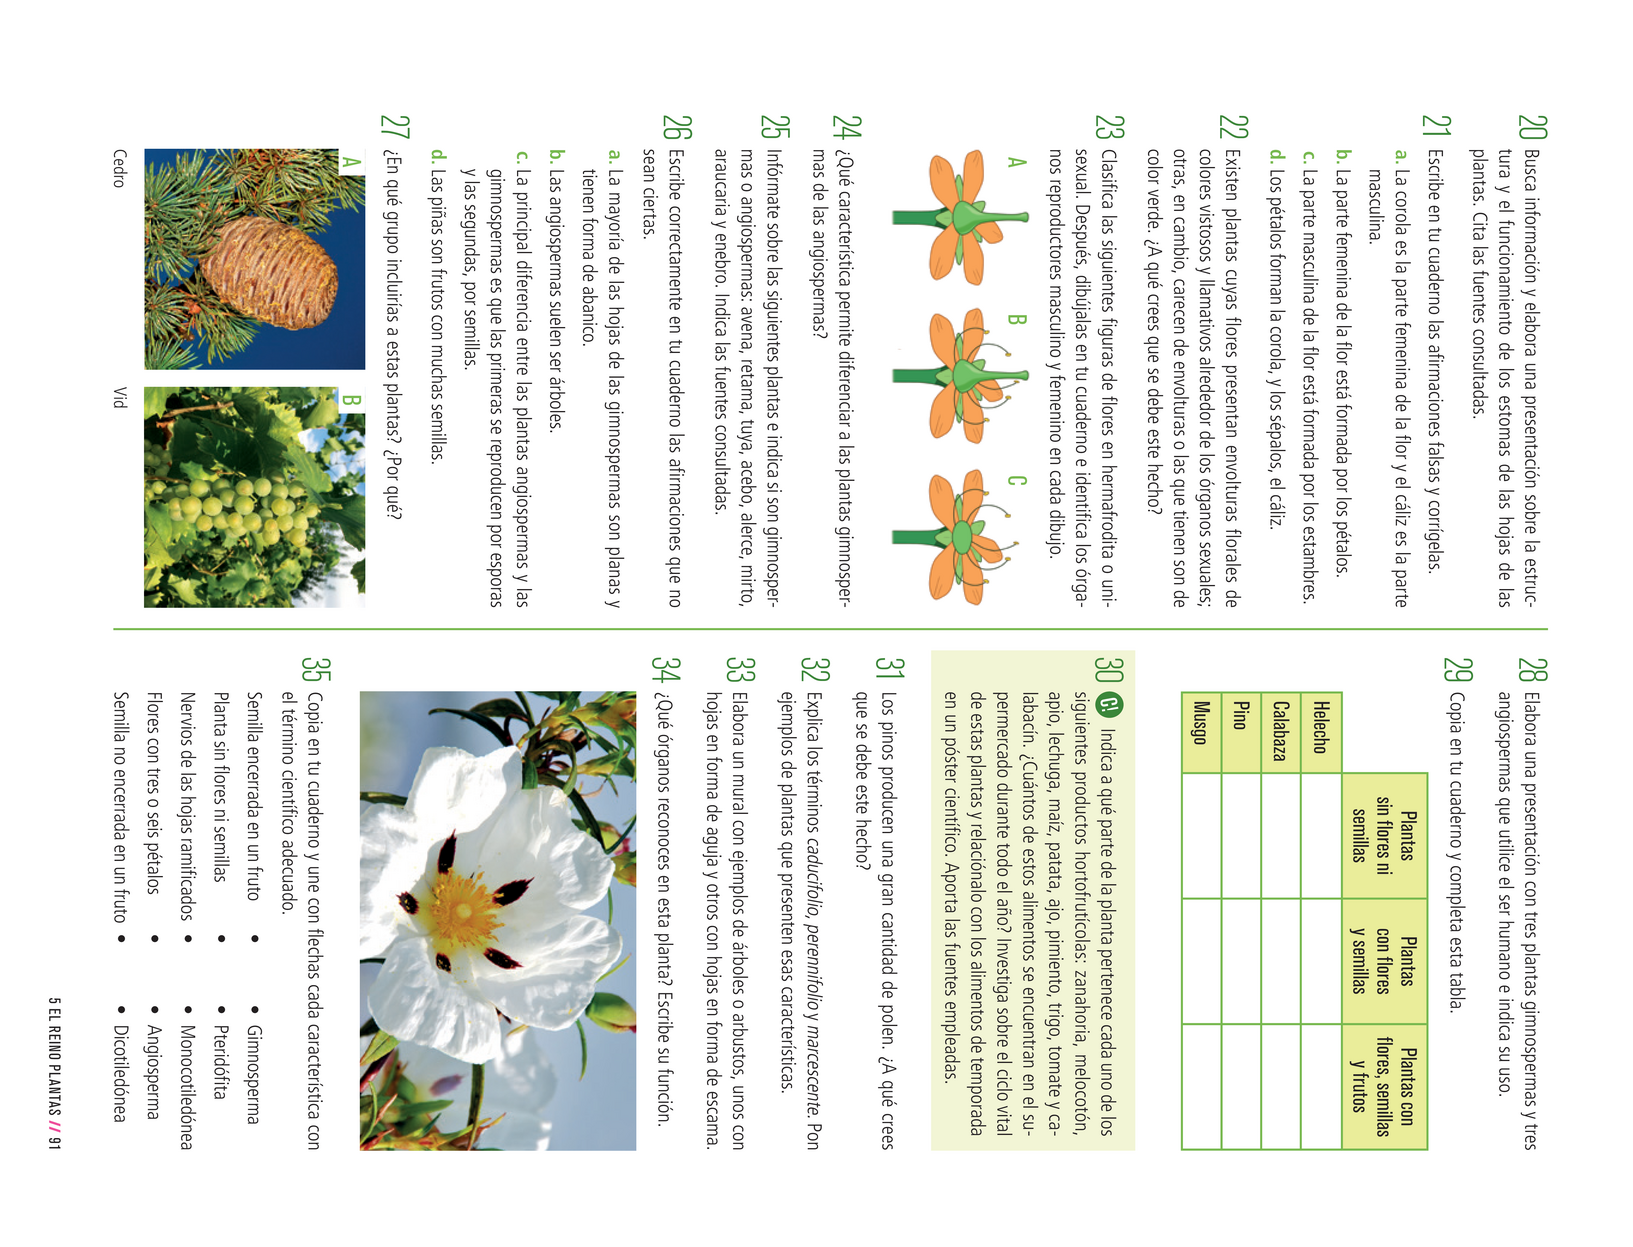 20 Busca información y elabora una presentación sobre la estruc-
tura y el funcionamiento de los estomas de las hojas de las
plantas. Cita las fuentes consultadas.
21 Escribe en tu cuaderno las afirmaciones falsas y corrígelas.
a. La corola es la parte femenina de la flor y el cáliz es la parte
masculina.
b. La parte femenina de la flor está formada por los pétalos.
c. La parte masculina de la flor está formada por los estambres.
d. Los pétalos forman la corola, y los sépalos, el cáliz.
22 Existen plantas cuyas flores presentan envolturas florales de
colores vistosos y llamativos alrededor de los órganos sexuales;
otras, en cambio, carecen de envolturas o las que tienen son de
color verde. ¿A qué crees que se debe este hecho?
23 Clasifica las siguientes figuras de flores en hermafrodita o uni-
sexual. Después, dibújalas en tu cuaderno e identifica los órga-
nos reproductores masculino y femenino en cada dibujo.
A B C
24 ¿Qué característica permite diferenciar a las plantas gimnosper-
mas de las angiospermas?
25 Infórmate sobre las siguientes plantas e indica si son gimnosper-
mas o angiospermas: avena, retama, tuya, acebo, alerce, mirto,
araucaria y enebro. Indica las fuentes consultadas.
26 Escribe correctamente en tu cuaderno las afirmaciones que no
sean ciertas.
a. La mayoría de las hojas de las gimnospermas son planas y
tienen forma de abanico.
b. Las angiospermas suelen ser árboles.
c. La principal diferencia entre las plantas angiospermas y las
gimnospermas es que las primeras se reproducen por esporas
y las segundas, por semillas.
d. Las piñas son frutos con muchas semillas.
27 ¿En qué grupo incluirías a estas plantas? ¿Por qué?
A B
Cedro Vid
28 Elabora una presentación con tres plantas gimnospermas y tres
angiospermas que utilice el ser humano e indica su uso.
29 Copia en tu cuaderno y completa esta tabla.
Plantas Plantas Plantas con
sin flores ni con flores flores, semillas
semillas y semillas y frutos
Helecho
Calabaza
Pino
Musgo
30 C! Indica a qué parte de la planta pertenece cada uno de los
siguientes productos hortofrutícolas: zanahoria, melocotón,
apio, lechuga, maíz, patata, ajo, pimiento, trigo, tomate y ca-
labacín. ¿Cuántos de estos alimentos se encuentran en el su-
permercado durante todo el año? Investiga sobre el ciclo vital
de estas plantas y relaciónalo con los alimentos de temporada
en un póster científico. Aporta las fuentes empleadas.
31 Los pinos producen una gran cantidad de polen. ¿A qué crees
que se debe este hecho?
32 Explica los términos caducifolio, perennifolio y marcescente. Pon
ejemplos de plantas que presenten esas características.
33 Elabora un mural con ejemplos de árboles o arbustos, unos con
hojas en forma de aguja y otros con hojas en forma de escama.
34 ¿Qué órganos reconoces en esta planta? Escribe su función.
35 Copia en tu cuaderno y une con flechas cada característica con
el término científico adecuado.
Semilla encerrada en un fruto • • Gimnosperma
Planta sin flores ni semillas • • Pteridófita
Nervios de las hojas ramificados • • Monocotiledónea
Flores con tres o seis pétalos • • Angiosperma
Semilla no encerrada en un fruto • • Dicotiledónea
5 EL REINO PLANTAS // 91